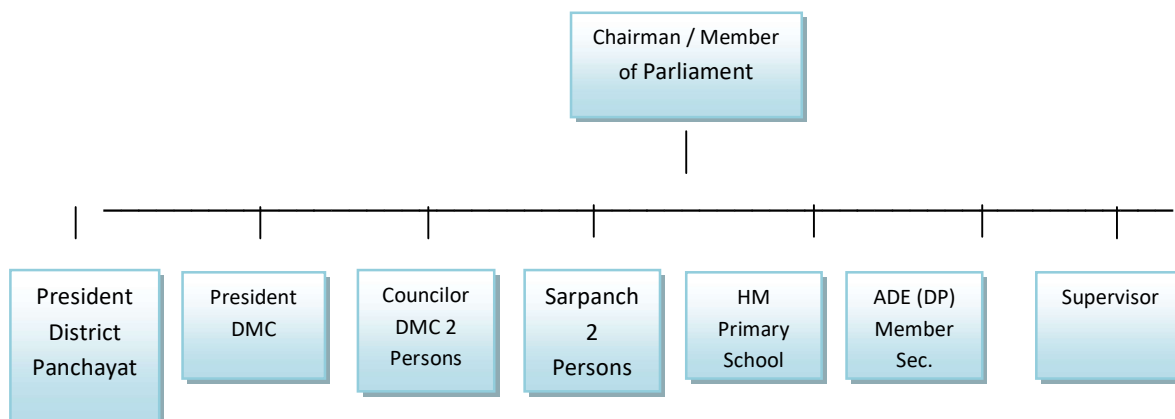 Chairman / Member
of Parliament
President
District
Panchayat
President
DMC
Councilor
DMC 2
Persons
Sarpanch
2
Persons
HM
Primary
School
ADE (DP)
Member
Sec.
Supervisor